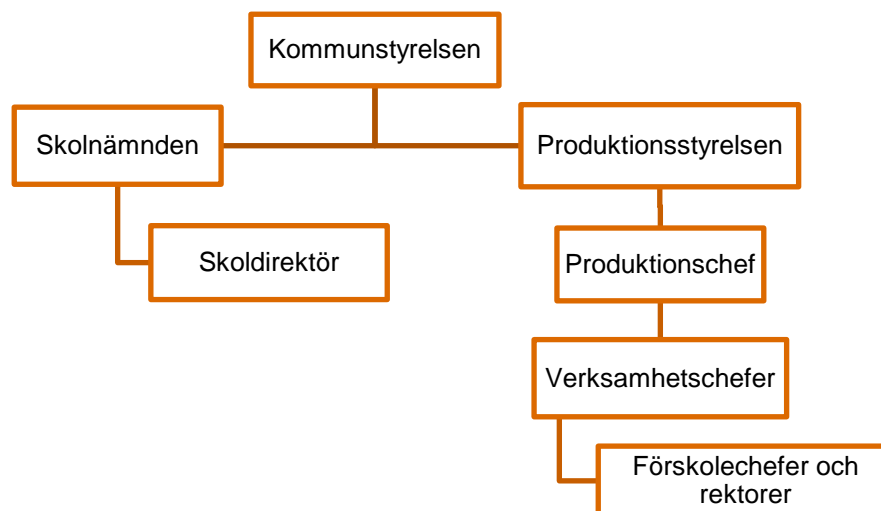 Kommunstyrelsen
Skolnämnden
Produktionsstyrelsen
Skoldirektör
Produktionschef
Verksamhetschefer
Förskolechefer och
rektorer